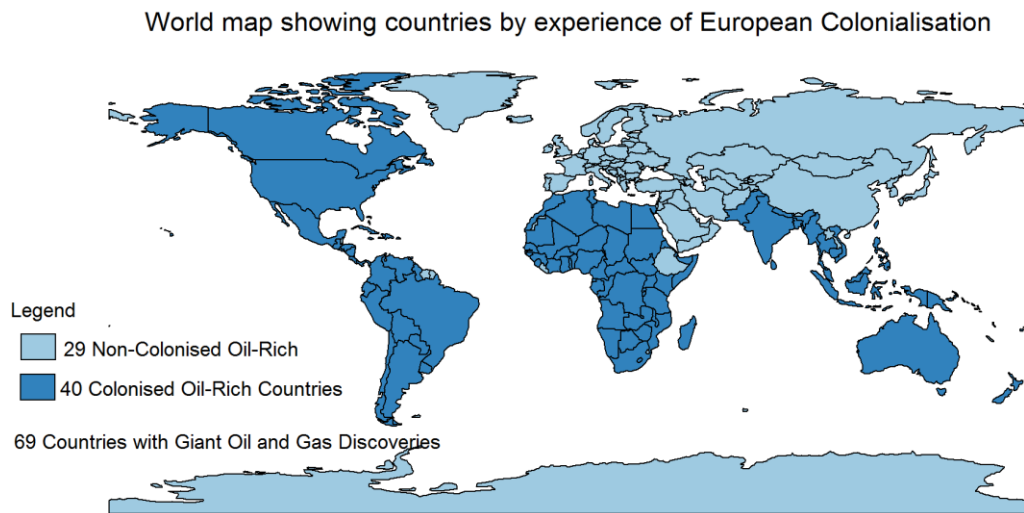 World map showing countries by experience of European Colonialisation
Legend
29 Non-Colonised Oil-Rich
40 Colonised Oil-Rich Countries
69 Countries with Giant Oil and Gas Discoveries